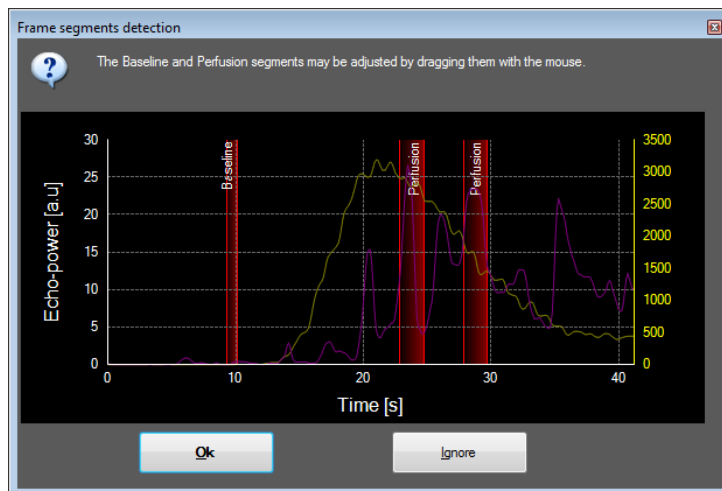 Frame segments detection
The Baseline and Perfusion segments may be adjusted by dragging them with the mouse.
Echo-power [a.u]
30
25
20
15
10
5
0
Baseline
Perfusion
Perfusion
3500
3000
2500
2000
1500
1000
500
0
0 10 20 30 40
Time [s]
Ok Ignore